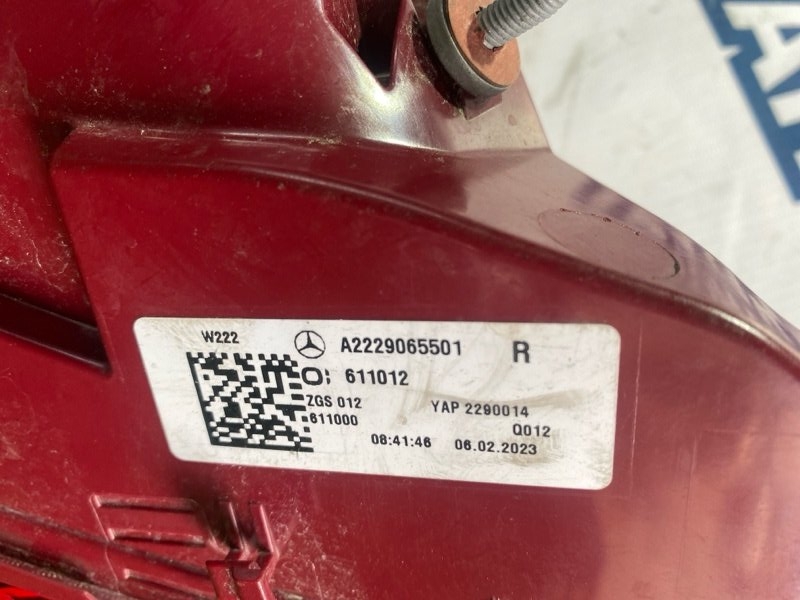 W222 A2229065501 R
O: 611012
ZGS 012 YAP 2290014
611000 Q012
08:41:46 06.02.2023